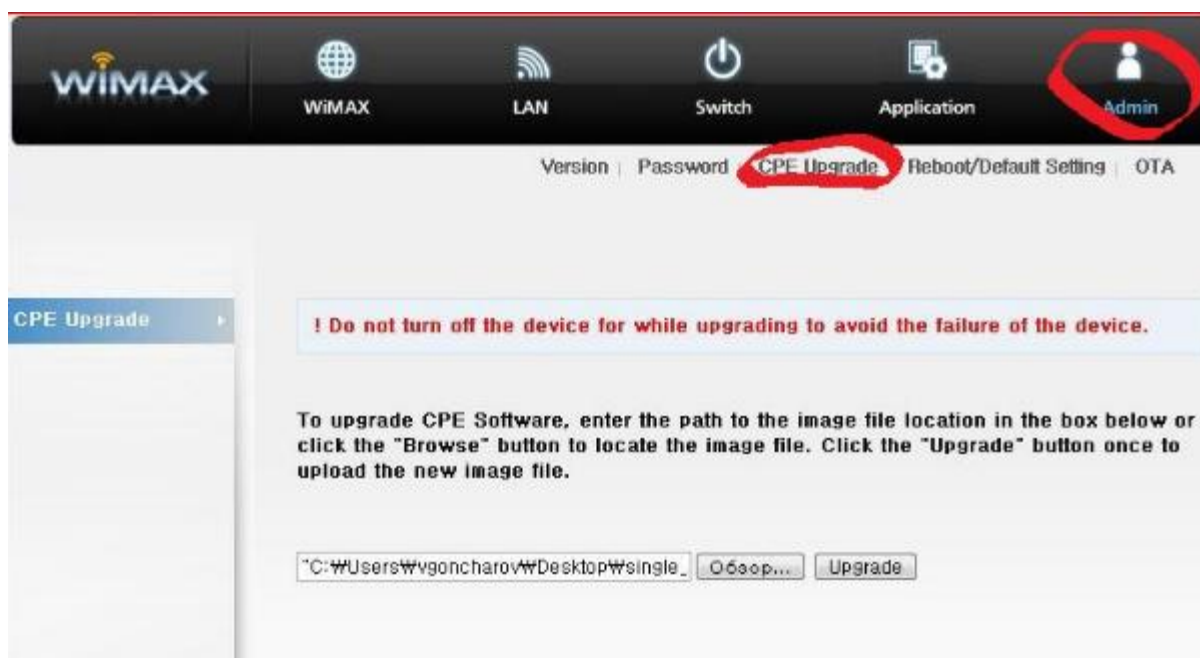 WiMAX
WiMAX LAN Switch Application Admin
Version | Password | CPE Upgrade | Reboot/Default Setting | OTA
CPE Upgrade
! Do not turn off the device for while upgrading to avoid the failure of the device.
To upgrade CPE Software, enter the path to the image file location in the box below or
click the "Browse" button to locate the image file. Click the "Upgrade" button once to
upload the new image file.
"C:₩Users₩vgoncharov₩Desktop₩single_ Обзор... Upgrade